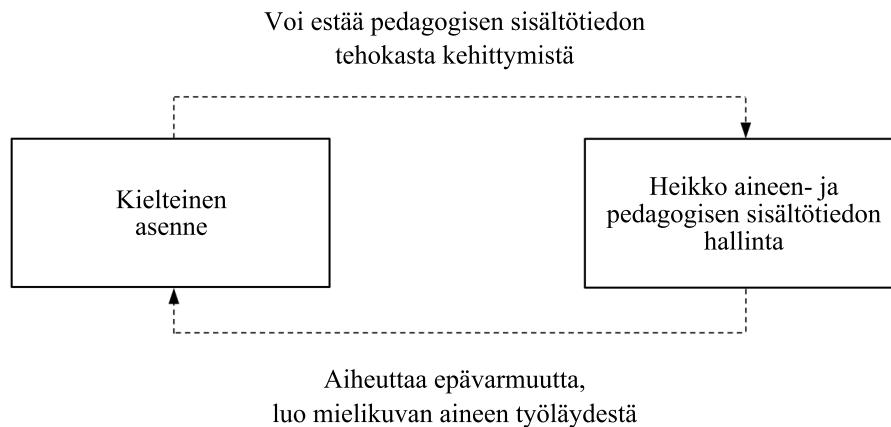 Voi estää pedagogisen sisältötiedon
tehokasta kehittymistä
Kielteinen
asenne
Heikko aineen- ja
pedagogisen sisältötiedon
hallinta
Aiheuttaa epävarmuutta,
luo mielikuvan aineen työläydestä